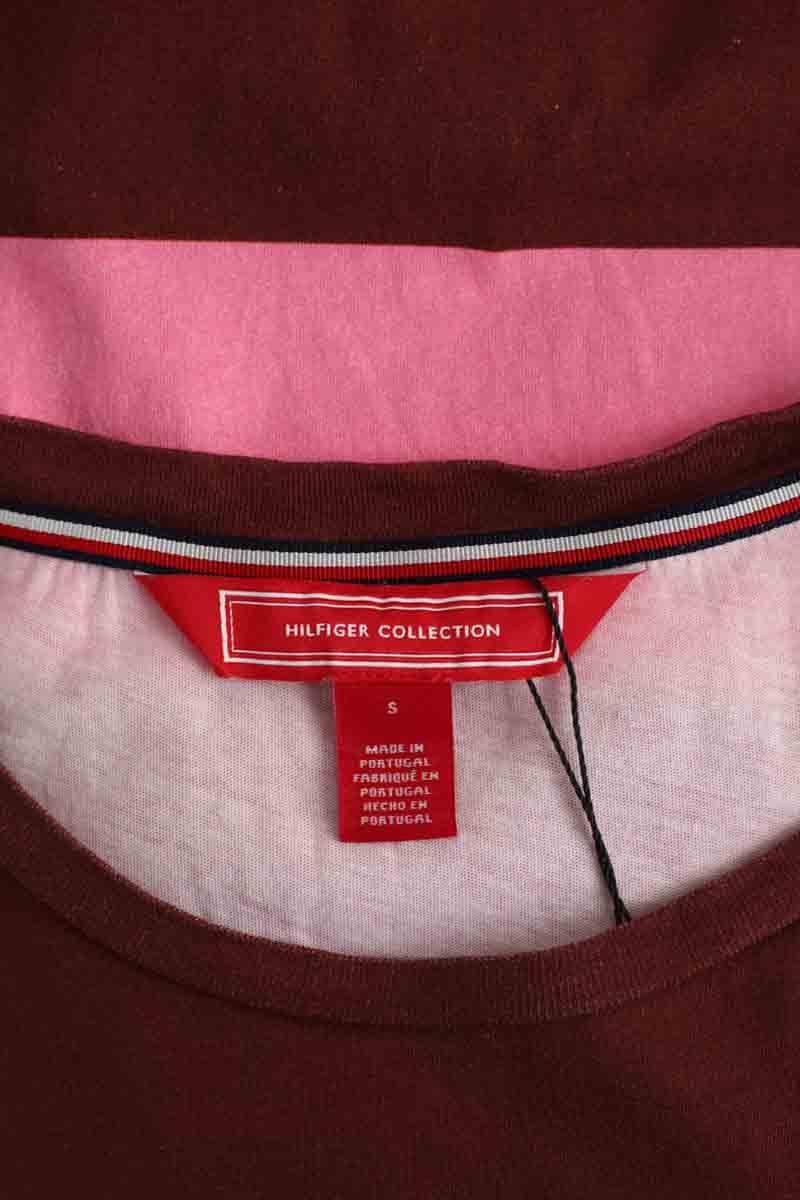 HILFIGER COLLECTION
S
MADE IN
PORTUGAL
FABRIQUÉ EN
PORTUGAL
HECHO EN
PORTUGAL